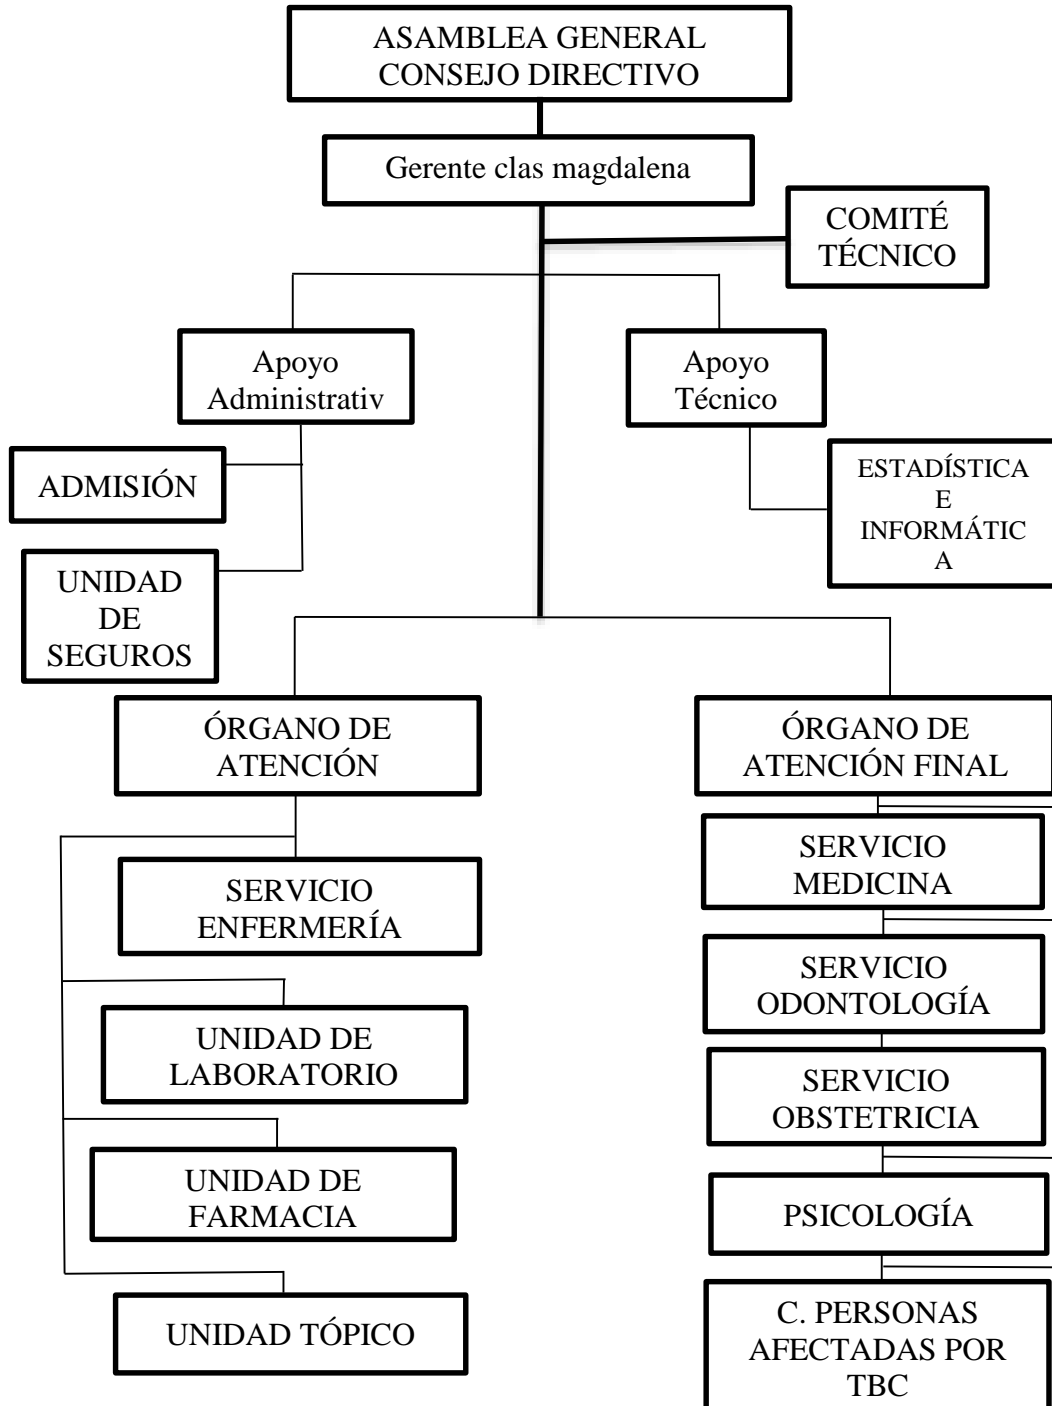 ASAMBLEA GENERAL
CONSEJO DIRECTIVO
Gerente clas magdalena
COMITÉ
TÉCNICO
Apoyo
Administrativ
Apoyo
Técnico
ADMISIÓN
ESTADÍSTICA
E
INFORMÁTIC
A
UNIDAD
DE
SEGUROS
ÓRGANO DE
ATENCIÓN
SERVICIO
ENFERMERÍA
UNIDAD DE
LABORATORIO
UNIDAD DE
FARMACIA
UNIDAD TÓPICO
ÓRGANO DE
ATENCIÓN FINAL
SERVICIO
MEDICINA
SERVICIO
ODONTOLOGÍA
SERVICIO
OBSTETRICIA
PSICOLOGÍA
C. PERSONAS
AFECTADAS POR
TBC